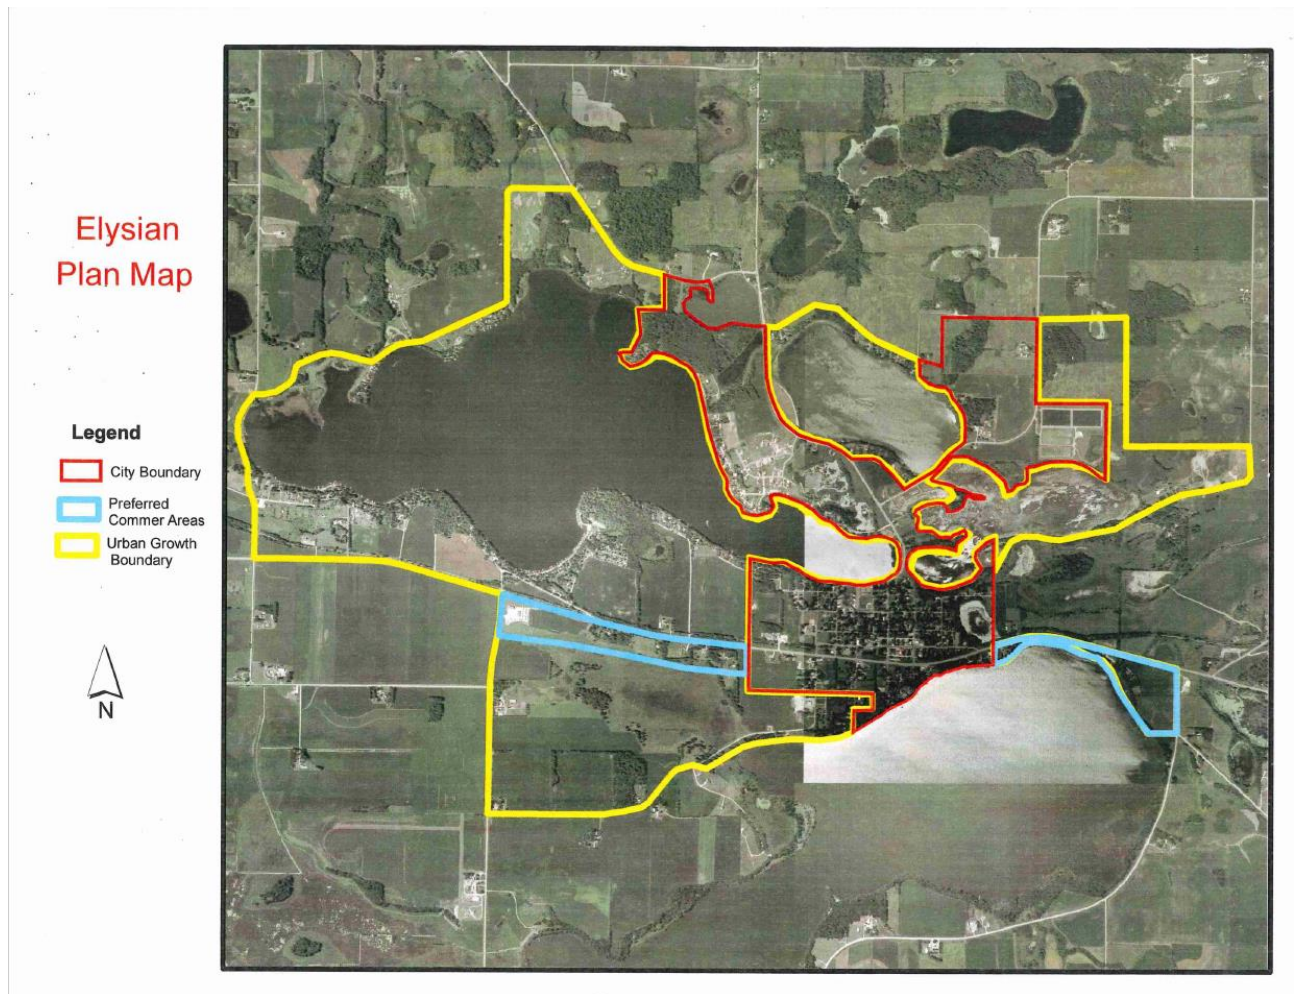 Elysian
Plan Map
Legend
City Boundary
Preferred
Commer Areas
Urban Growth
Boundary
N